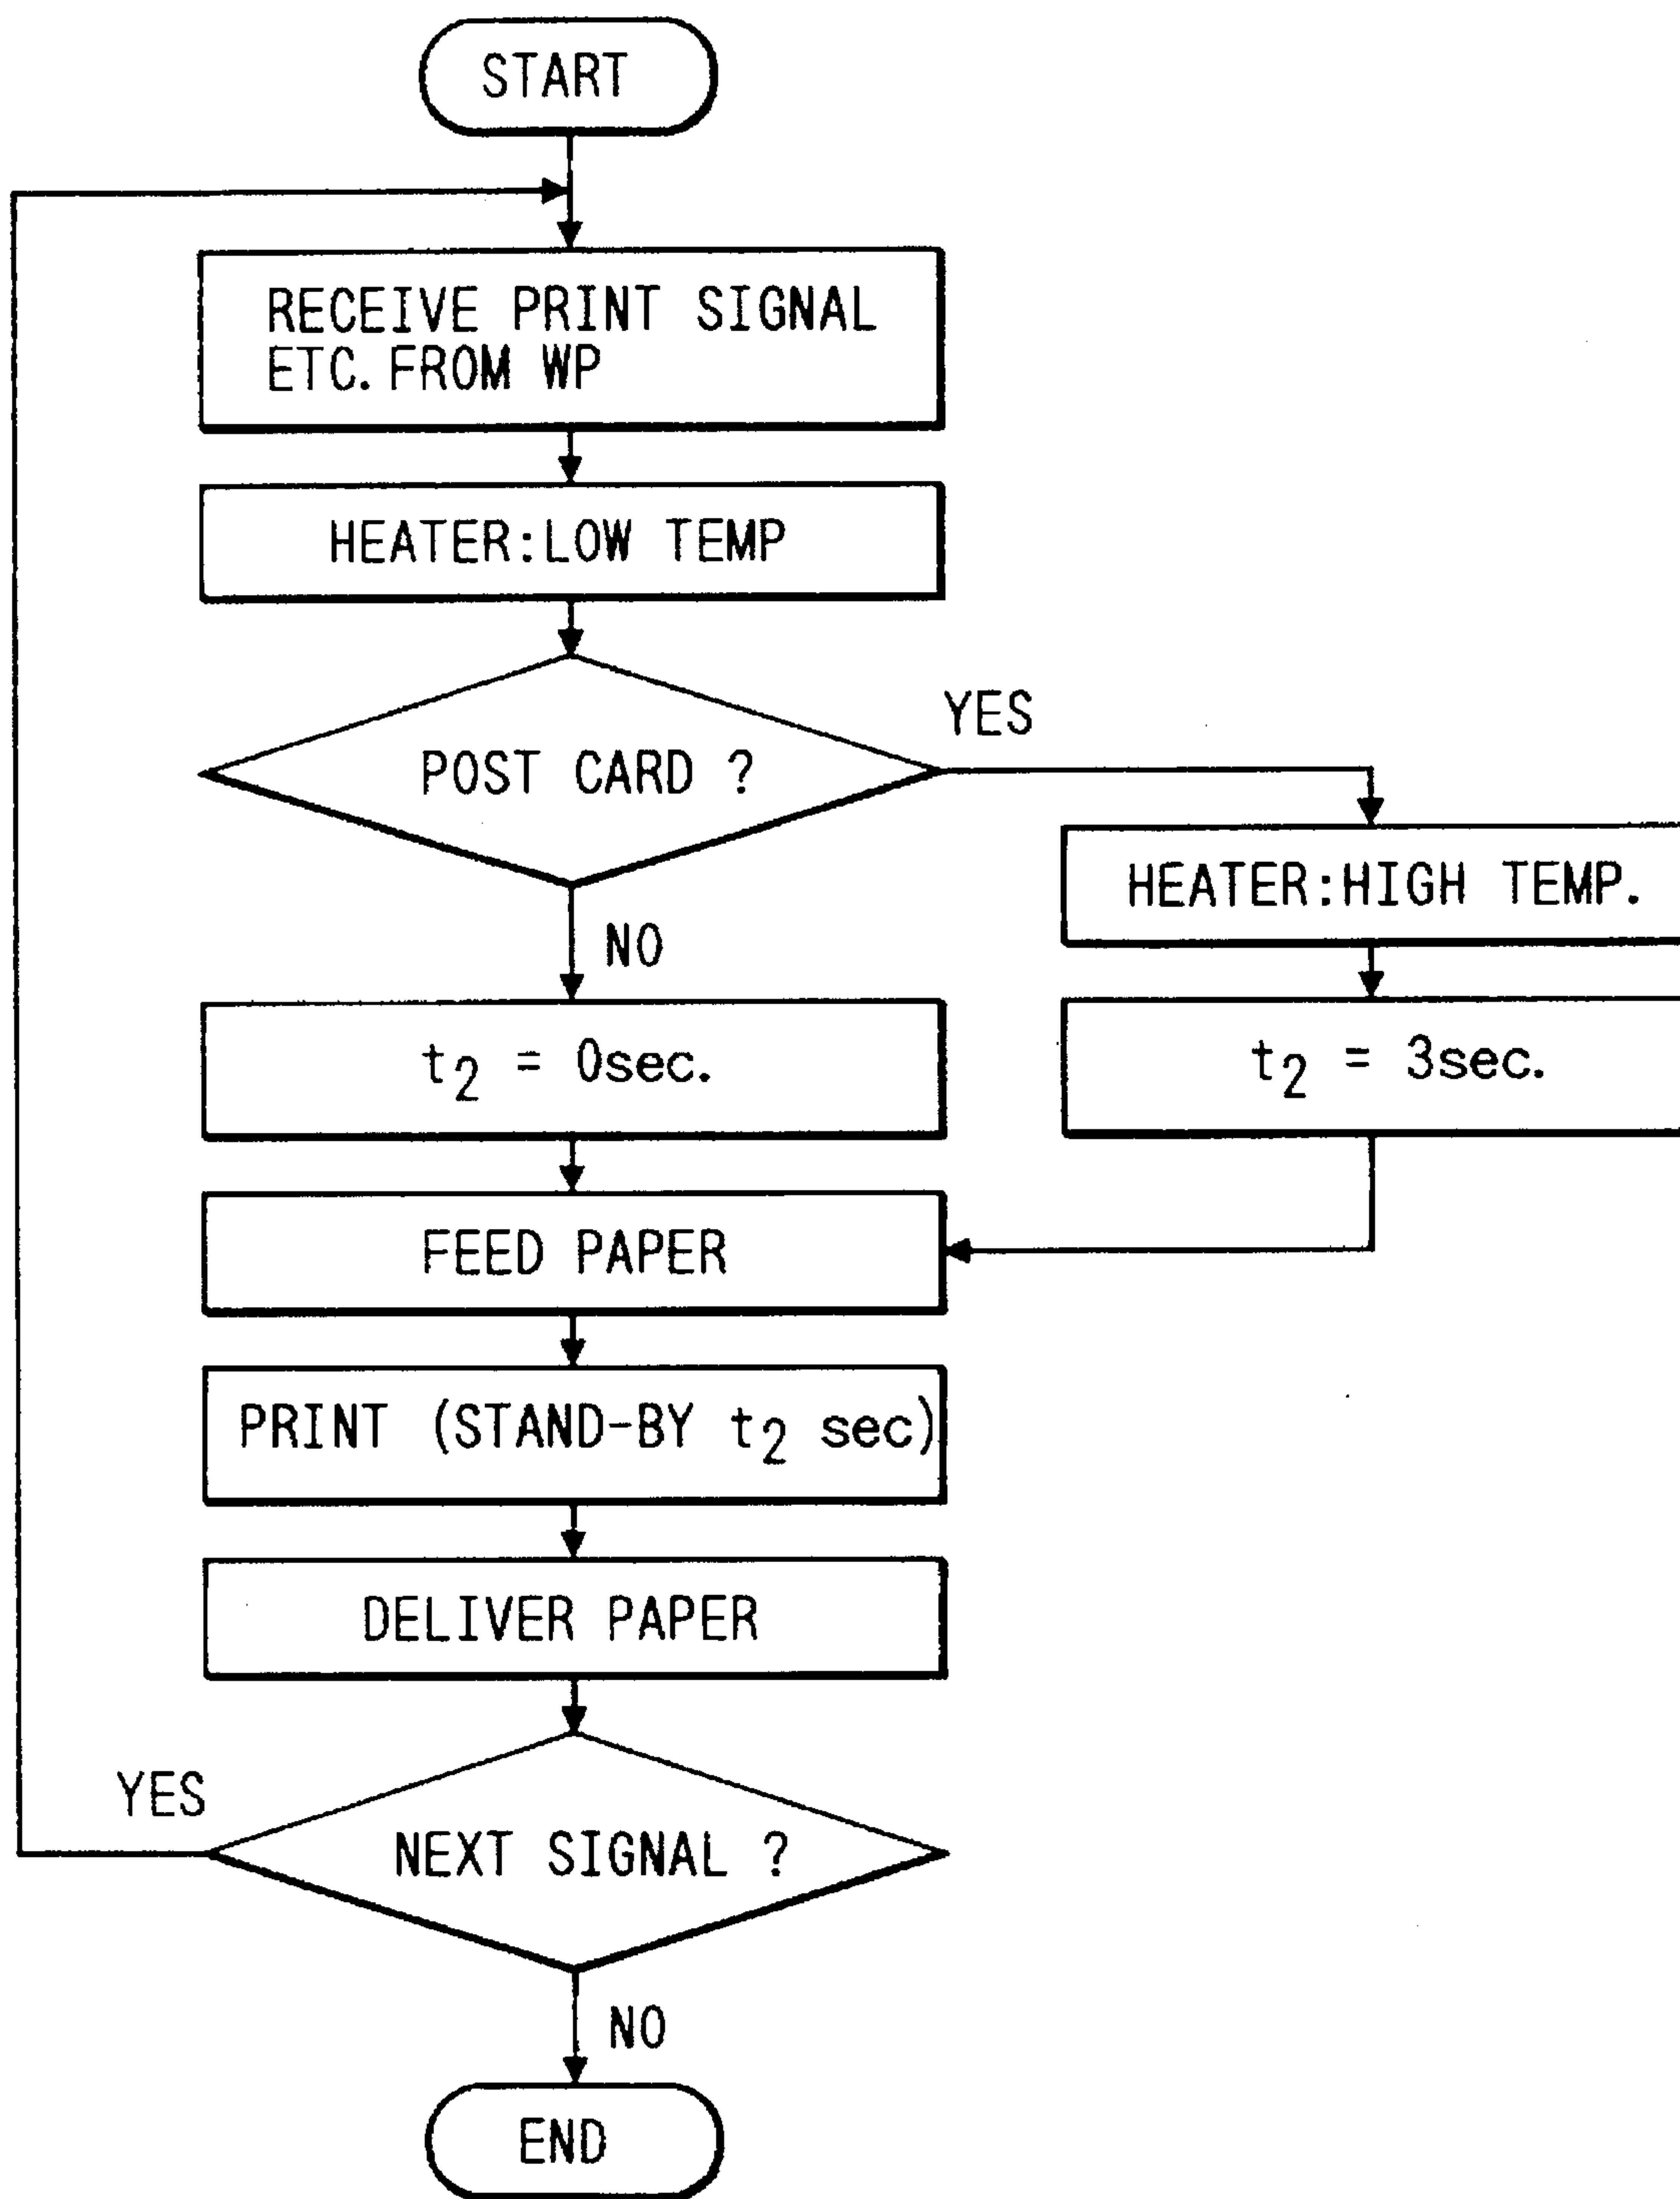 START
RECEIVE PRINT SIGNAL
ETC. FROM WP
HEATER:LOW TEMP
POST CARD ?
YES
HEATER:HIGH TEMP.
NO
t2 = 0sec.
t2 = 3sec.
FEED PAPER
PRINT (STAND-BY t2 sec)
DELIVER PAPER
YES
NEXT SIGNAL ?
NO
END